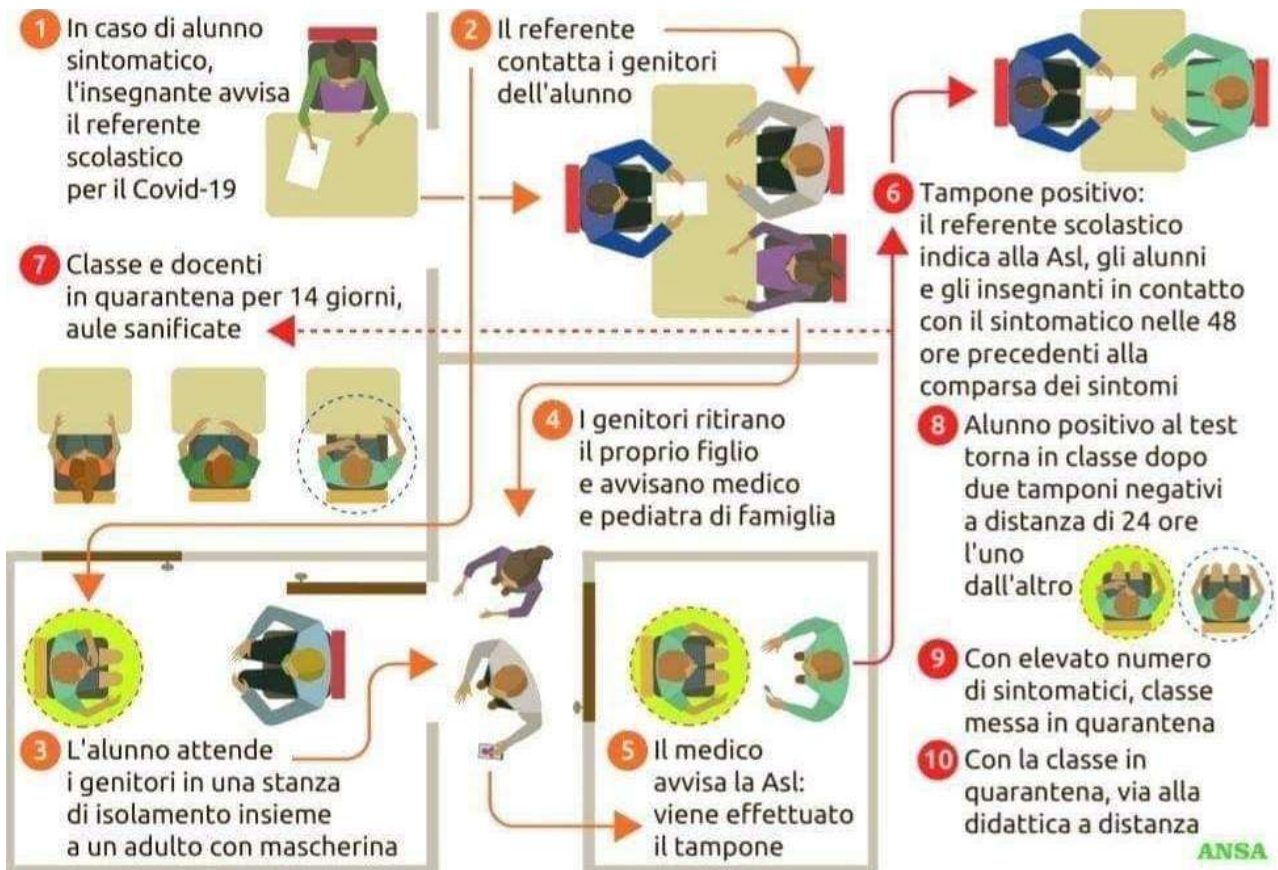 1 In caso di alunno
sintomatico,
l'insegnante avvisa
il referente
scolastico
per il Covid-19
2 Il referente
contatta i genitori
dell'alunno
3 L'alunno attende
i genitori in una stanza
di isolamento insieme
a un adulto con mascherina
4 I genitori ritirano
il proprio figlio
e avvisano medico
e pediatra di famiglia
5 Il medico
avvisa la Asl:
viene effettuato
il tampone
6 Tampone positivo:
il referente scolastico
indica alla Asl, gli alunni
e gli insegnanti in contatto
con il sintomatico nelle 48
ore precedenti alla
comparsa dei sintomi
7 Classe e docenti
in quarantena per 14 giorni,
aule sanificate
8 Alunno positivo al test
torna in classe dopo
due tamponi negativi
a distanza di 24 ore
l'uno
dall'altro
9 Con elevato numero
di sintomatici, classe
messa in quarantena
10 Con la classe in
quarantena, via alla
didattica a distanza
ANSA